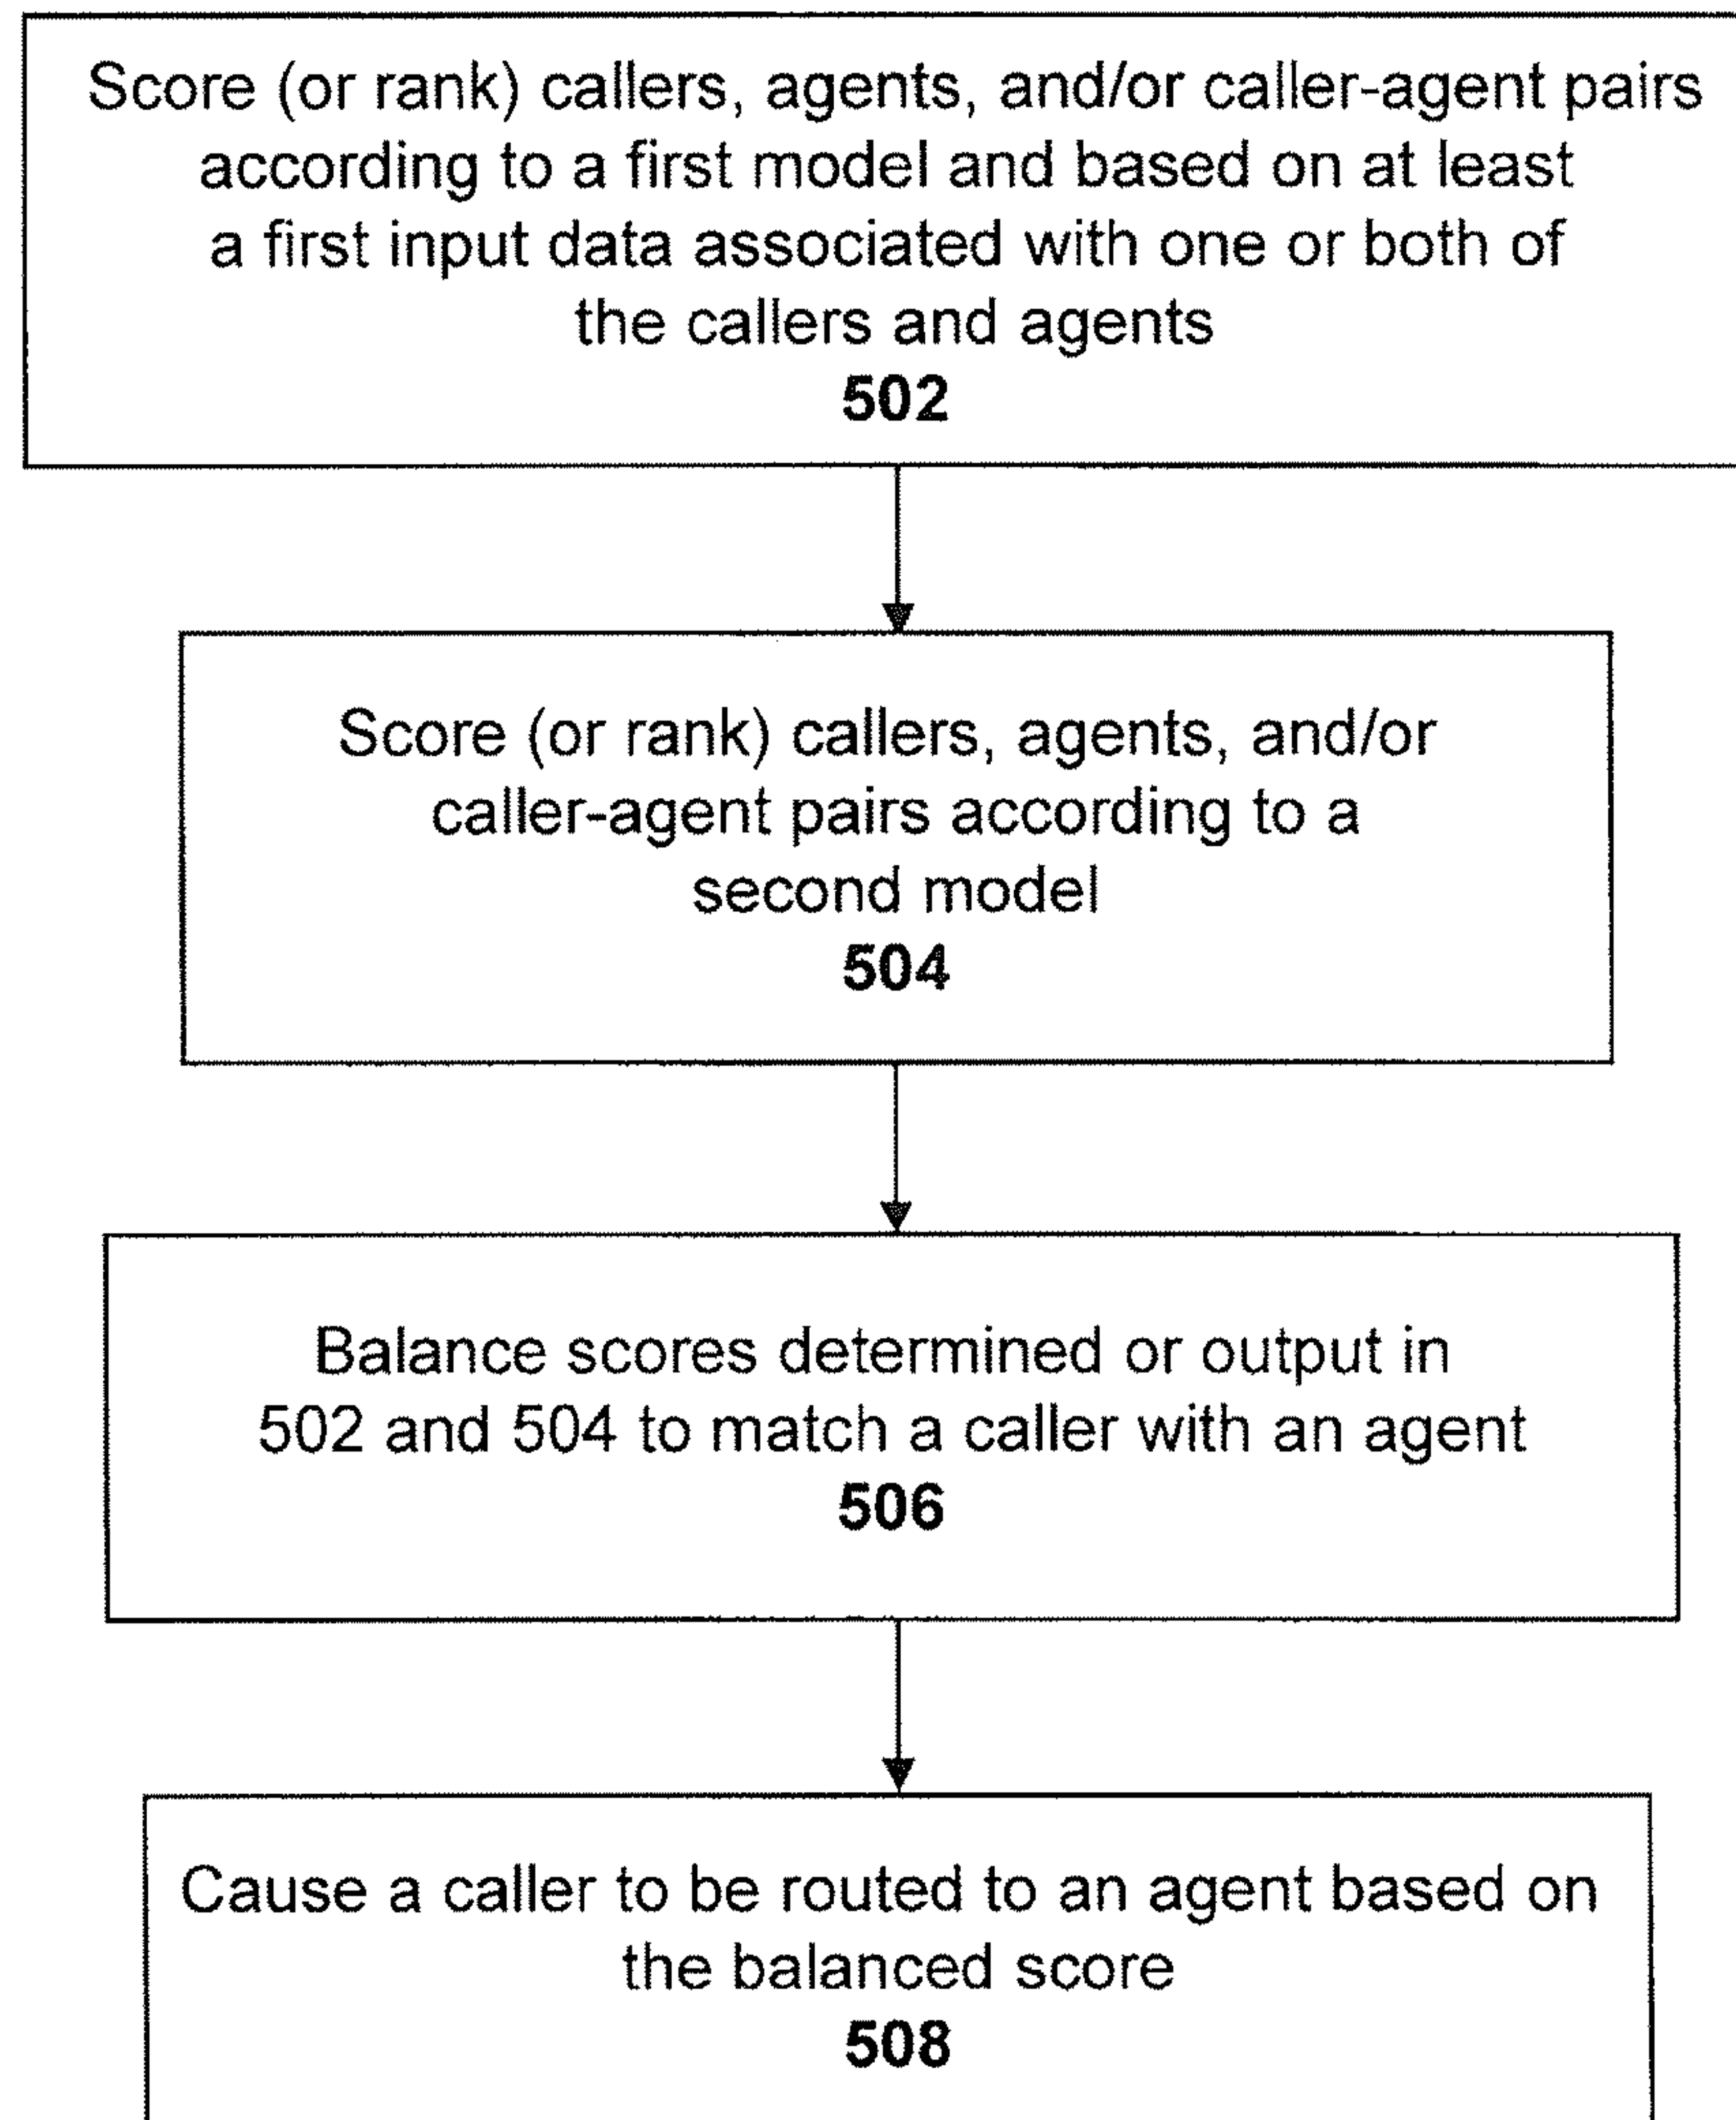 Score (or rank) callers, agents, and/or caller-agent pairs
according to a first model and based on at least
a first input data associated with one or both of
the callers and agents
502
Score (or rank) callers, agents, and/or
caller-agent pairs according to a
second model
504
Balance scores determined or output in
502 and 504 to match a caller with an agent
506
Cause a caller to be routed to an agent based on
the balanced score
508